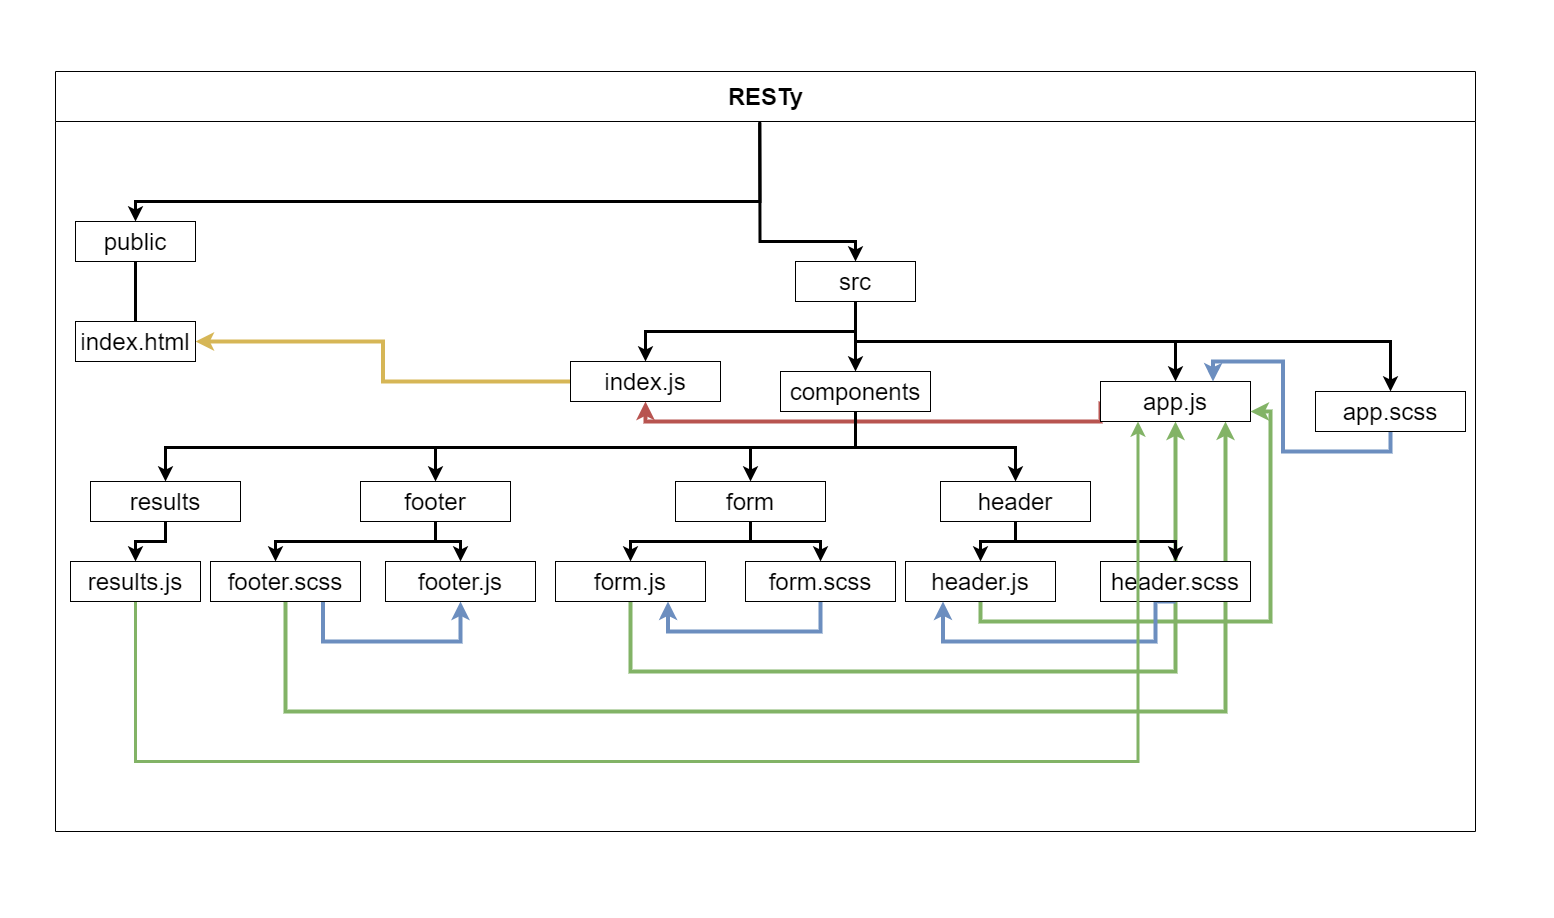 RESTy
public
src
index.html
index.js
components
app.js
app.scss
results
footer
form
header
results.js
footer.scss
footer.js
form.js
form.scss
header.js
header.scss